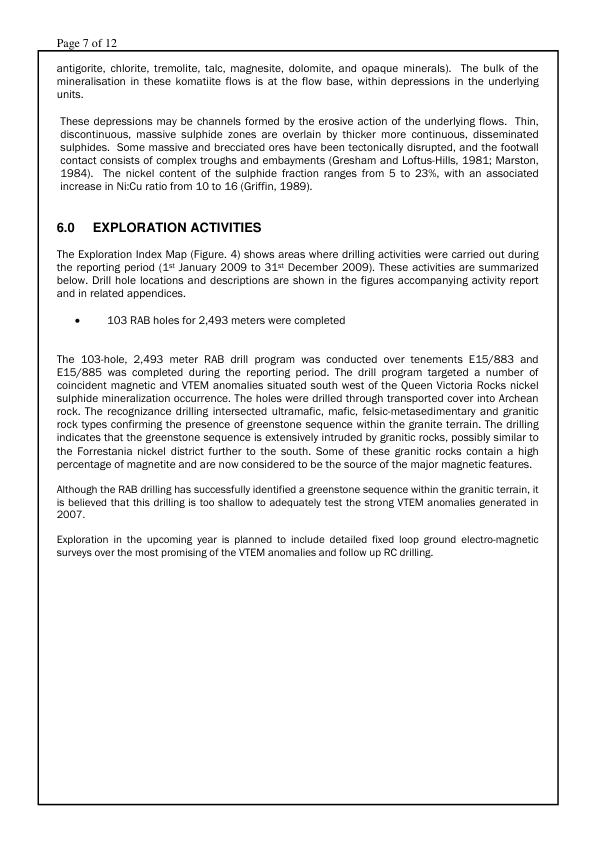 Page 7 of 12
antigorite, chlorite, tremolite, talc, magnesite, dolomite, and opaque minerals). The bulk of the
mineralisation in these komatiite flows is at the flow base, within depressions in the underlying
units.
These depressions may be channels formed by the erosive action of the underlying flows. Thin,
discontinuous, massive sulphide zones are overlain by thicker more continuous, disseminated
sulphides. Some massive and brecciated ores have been tectonically disrupted, and the footwall
contact consists of complex troughs and embayments (Gresham and Loftus-Hills, 1981; Marston,
1984). The nickel content of the sulphide fraction ranges from 5 to 23%, with an associated
increase in Ni:Cu ratio from 10 to 16 (Griffin, 1989).
6.0 EXPLORATION ACTIVITIES
The Exploration Index Map (Figure. 4) shows areas where drilling activities were carried out during
the reporting period (1st January 2009 to 31st December 2009). These activities are summarized
below. Drill hole locations and descriptions are shown in the figures accompanying activity report
and in related appendices.
• 103 RAB holes for 2,493 meters were completed
The 103-hole, 2,493 meter RAB drill program was conducted over tenements E15/883 and
E15/885 was completed during the reporting period. The drill program targeted a number of
coincident magnetic and VTEM anomalies situated south west of the Queen Victoria Rocks nickel
sulphide mineralization occurrence. The holes were drilled through transported cover into Archean
rock. The recognizance drilling intersected ultramafic, mafic, felsic-metasedimentary and granitic
rock types confirming the presence of greenstone sequence within the granite terrain. The drilling
indicates that the greenstone sequence is extensively intruded by granitic rocks, possibly similar to
the Forrestania nickel district further to the south. Some of these granitic rocks contain a high
percentage of magnetite and are now considered to be the source of the major magnetic features.
Although the RAB drilling has successfully identified a greenstone sequence within the granitic terrain, it
is believed that this drilling is too shallow to adequately test the strong VTEM anomalies generated in
2007.
Exploration in the upcoming year is planned to include detailed fixed loop ground electro-magnetic
surveys over the most promising of the VTEM anomalies and follow up RC drilling.